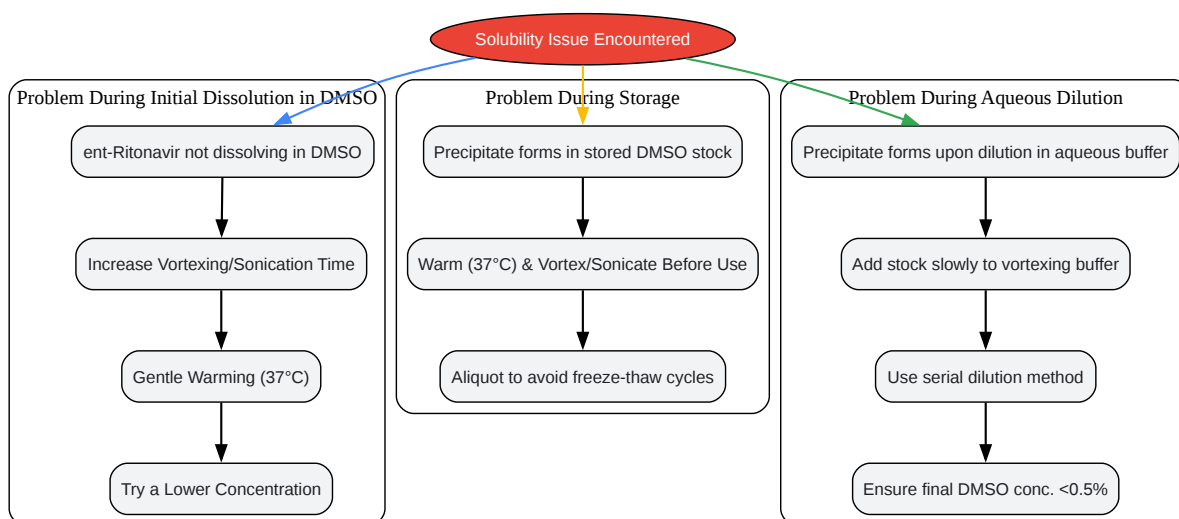 Solubility Issue Encountered
Problem During Initial Dissolution in DMSO
ent-Ritonavir not dissolving in DMSO
Increase Vortexing/Sonication Time
Gentle Warming (37°C)
Try a Lower Concentration
Problem During Storage
Precipitate forms in stored DMSO stock
Warm (37°C) & Vortex/Sonicate Before Use
Aliquot to avoid freeze-thaw cycles
Problem During Aqueous Dilution
Precipitate forms upon dilution in aqueous buffer
Add stock slowly to vortexing buffer
Use serial dilution method
Ensure final DMSO conc. <0.5%